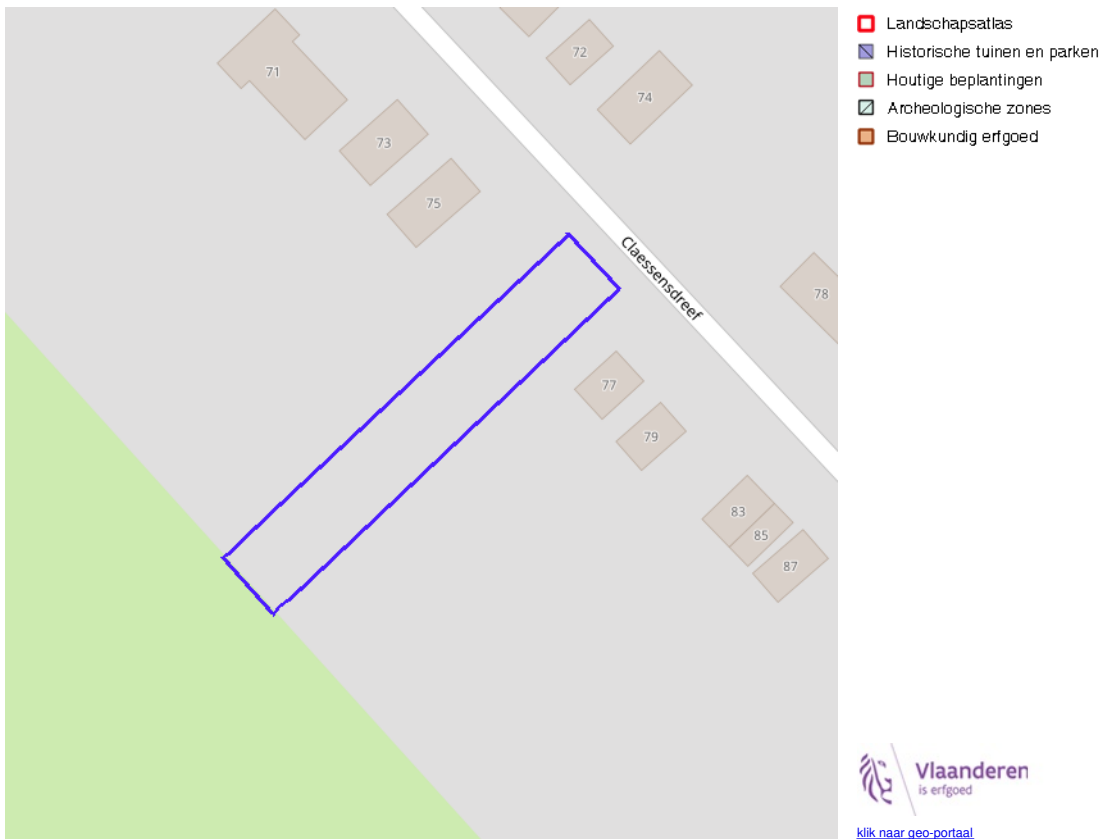 71
72
73
74
75
Claessensdreef
78
77
79
83
85
87
Landschapsatlas
Historische tuinen en parken
Houtige beplantingen
Archeologische zones
Bouwkundig erfgoed
Vlaanderen
is erfgoed
klik naar geo-portaal